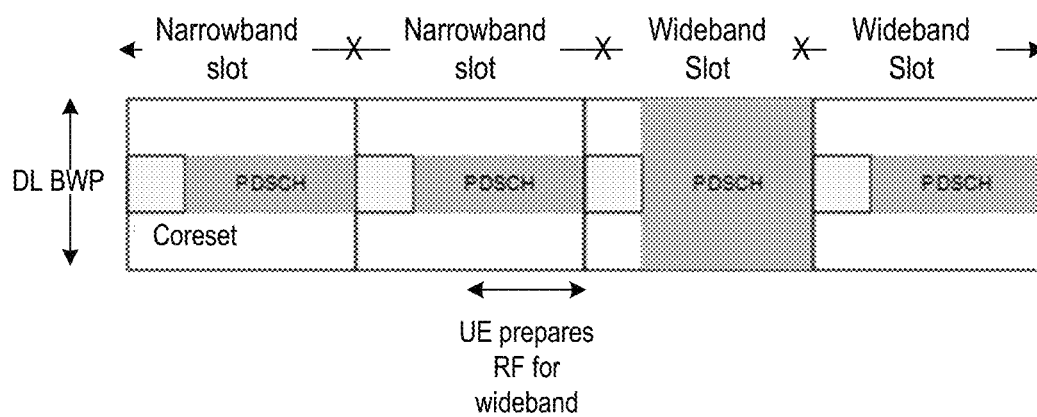 Narrowband slot
Narrowband slot
Wideband Slot
Wideband Slot
DL BWP
PDSCH
PDSCH
PDSCH
PDSCH
Coreset
UE prepares
RF for
wideband